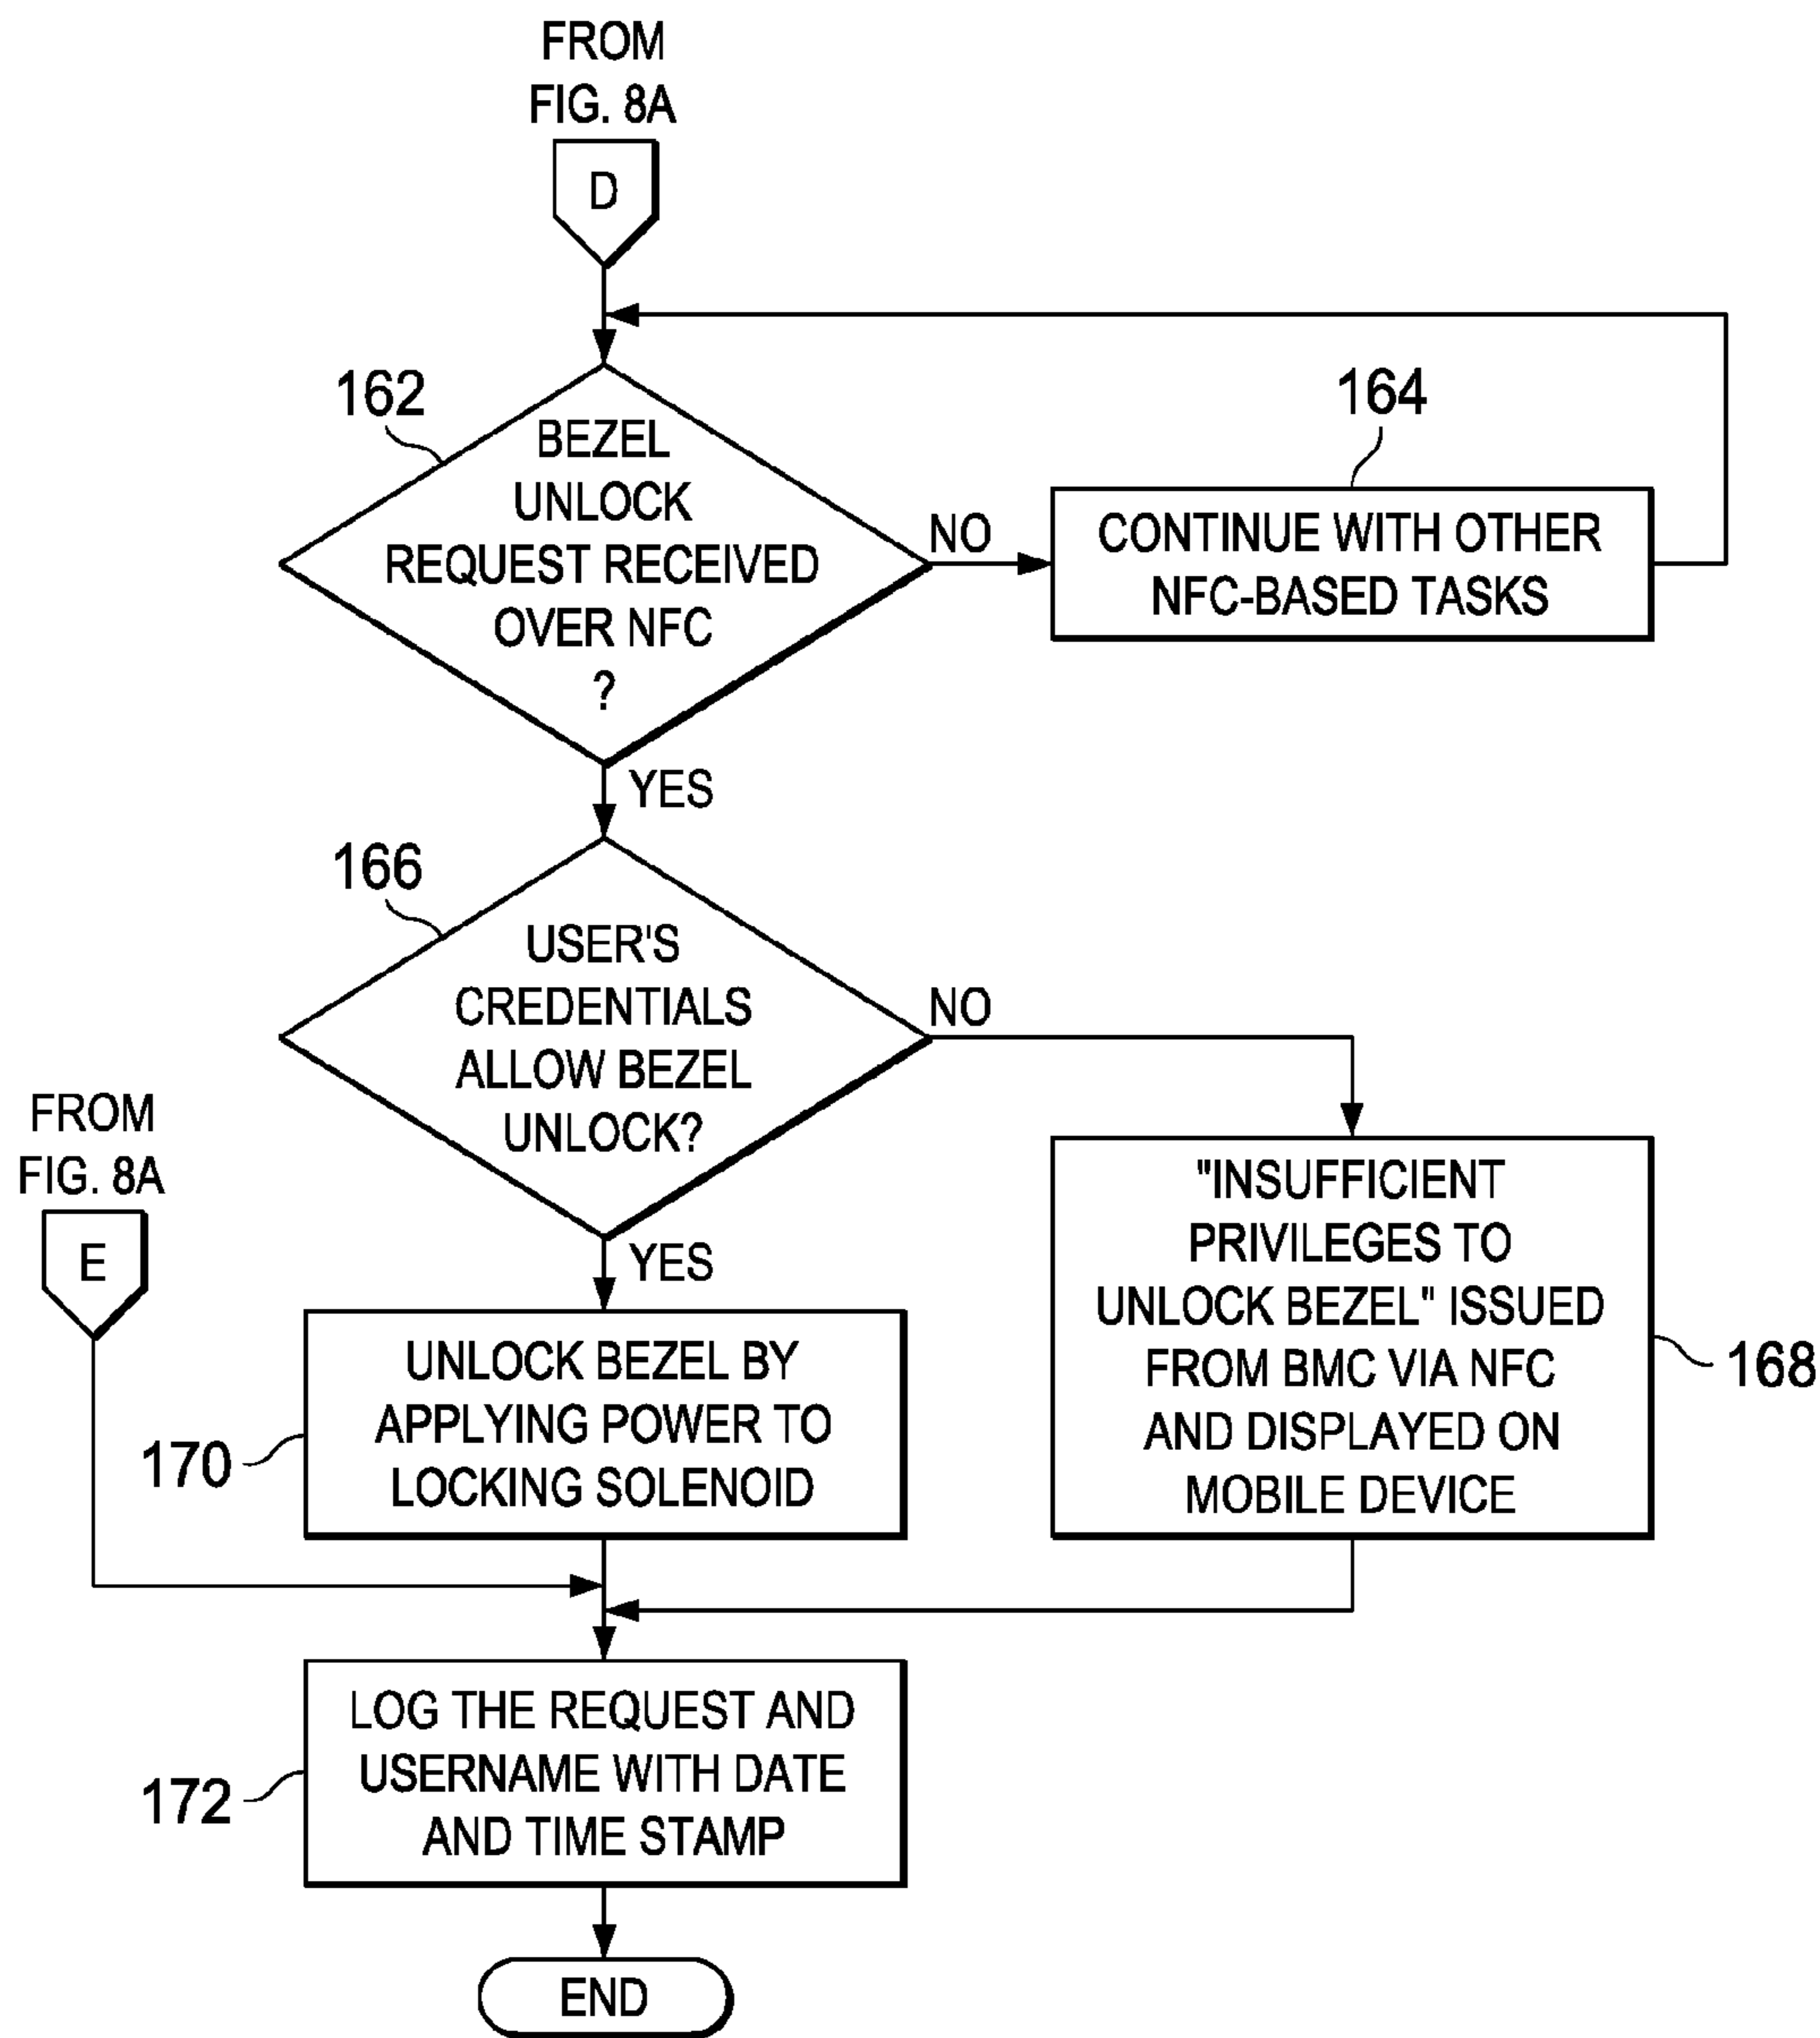 FROM
FIG. 8A
D
162
BEZEL
UNLOCK
REQUEST RECEIVED
OVER NFC
?
NO
164
CONTINUE WITH OTHER
NFC-BASED TASKS
YES
166
USER'S
CREDENTIALS
ALLOW BEZEL
UNLOCK?
NO
"INSUFFICIENT
PRIVILEGES TO
UNLOCK BEZEL" ISSUED
FROM BMC VIA NFC
AND DISPLAYED ON
MOBILE DEVICE
168
FROM
FIG. 8A
E
YES
UNLOCK BEZEL BY
APPLYING POWER TO
LOCKING SOLENOID
170
LOG THE REQUEST AND
USERNAME WITH DATE
AND TIME STAMP
172
END